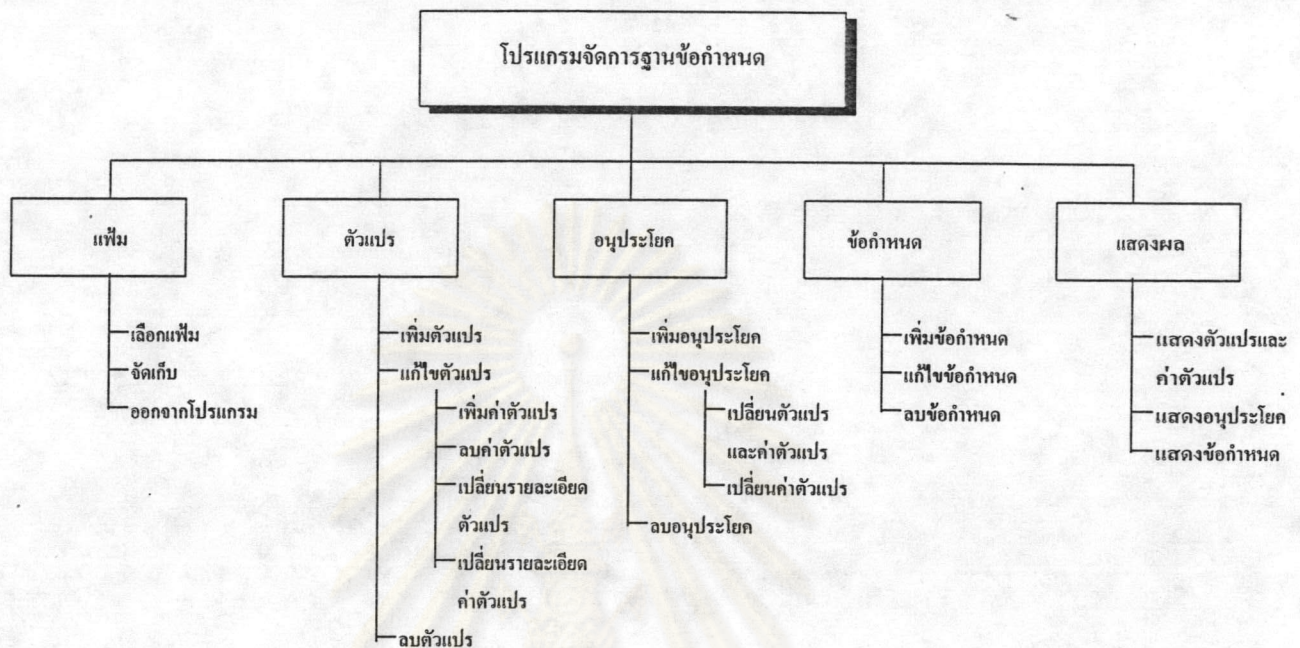 โปรแกรมจัดการฐานข้อกำหนด
แฟ้ม
เลือกแฟ้ม
จัดเก็บ
ออกจากโปรแกรม
ตัวแปร
เพิ่มตัวแปร
แก้ไขตัวแปร
เพิ่มค่าตัวแปร
ลบค่าตัวแปร
เปลี่ยนรายละเอียด
ตัวแปร
เปลี่ยนรายละเอียด
ค่าตัวแปร
ลบตัวแปร
อนุประโยค
เพิ่มอนุประโยค
แก้ไขอนุประโยค
เปลี่ยนตัวแปร
และค่าตัวแปร
เปลี่ยนค่าตัวแปร
ลบอนุประโยค
ข้อกำหนด
เพิ่มข้อกำหนด
แก้ไขข้อกำหนด
ลบข้อกำหนด
แสดงผล
แสดงตัวแปรและ
ค่าตัวแปร
แสดงอนุประโยค
แสดงข้อกำหนด